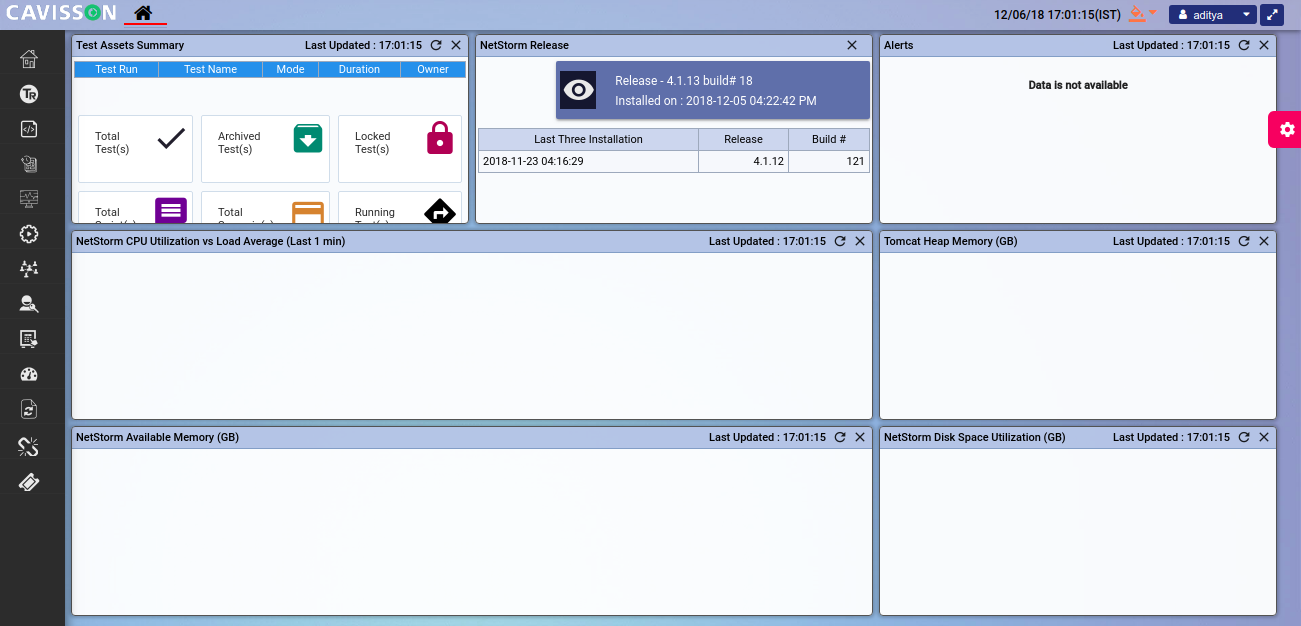 CAVISSON
12/06/18 17:01:15(IST)
aditya
Test Assets Summary
Last Updated : 17:01:15
Test Run
Test Name
Mode
Duration
Owner
Total
Test(s)
Archived
Test(s)
Locked
Test(s)
Total
Total
Running
NetStorm Release
Release - 4.1.13 build# 18
Installed on : 2018-12-05 04:22:42 PM
Last Three Installation
Release
Build #
2018-11-23 04:16:29
4.1.12
121
Alerts
Last Updated : 17:01:15
Data is not available
TR
NetStorm CPU Utilization vs Load Average (Last 1 min)
Last Updated : 17:01:15
Tomcat Heap Memory (GB)
Last Updated : 17:01:15
NetStorm Available Memory (GB)
Last Updated : 17:01:15
NetStorm Disk Space Utilization (GB)
Last Updated : 17:01:15